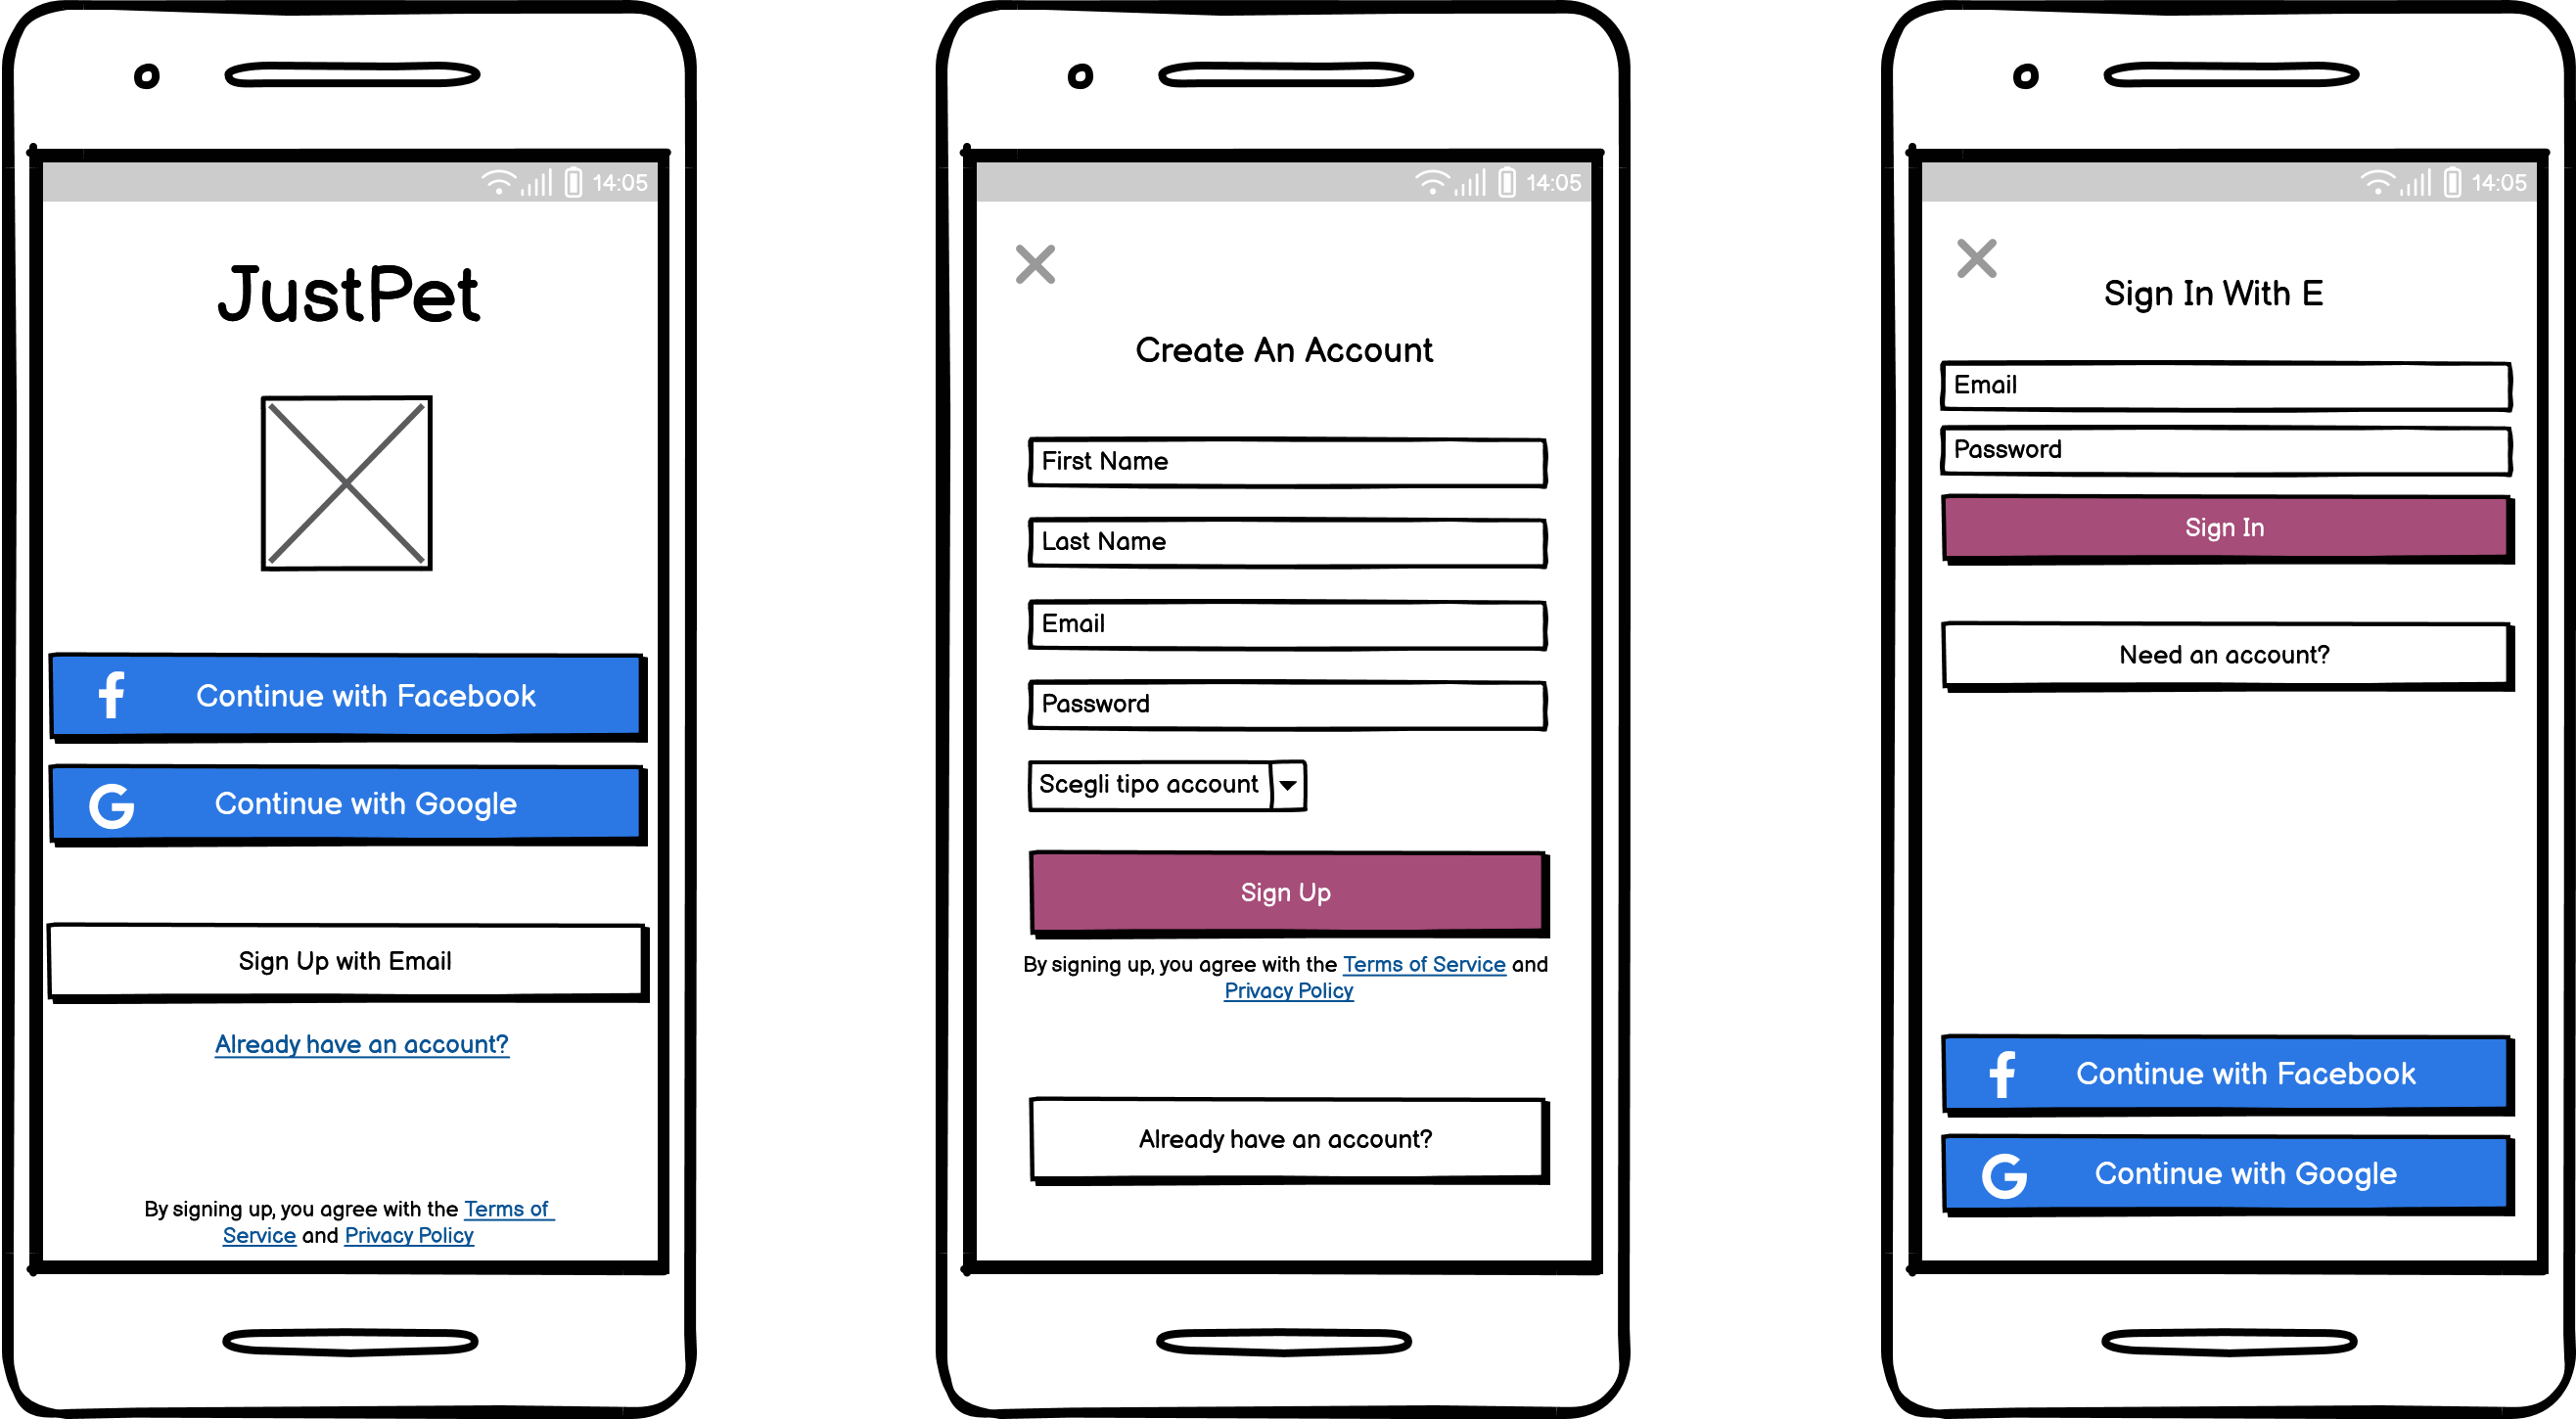 14:05
JustPet
Continue with Facebook
Continue with Google
Sign Up with Email
Already have an account?
By signing up, you agree with the Terms of
Service and Privacy Policy
14:05
Create An Account
First Name
Last Name
Email
Password
Scegli tipo account
Sign Up
By signing up, you agree with the Terms of Service and
Privacy Policy
Already have an account?
14:05
Sign In With E
Email
Password
Sign In
Need an account?
Continue with Facebook
Continue with Google